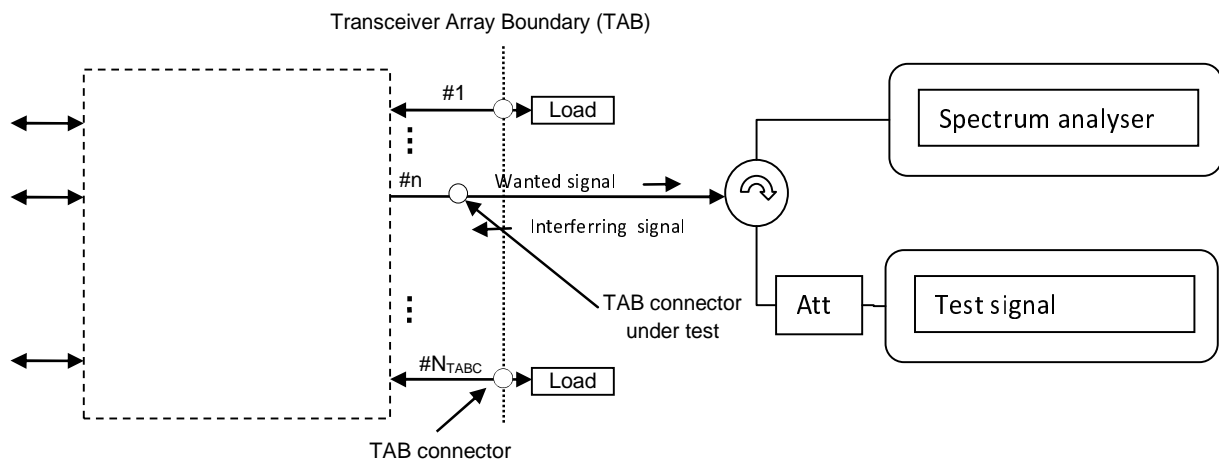 Transceiver Array Boundary (TAB)
#1
Load
Spectrum analyser
#n
Wanted signal
Interferring signal
TAB connector
under test
Att
Test signal
#NTABC
Load
TAB connector